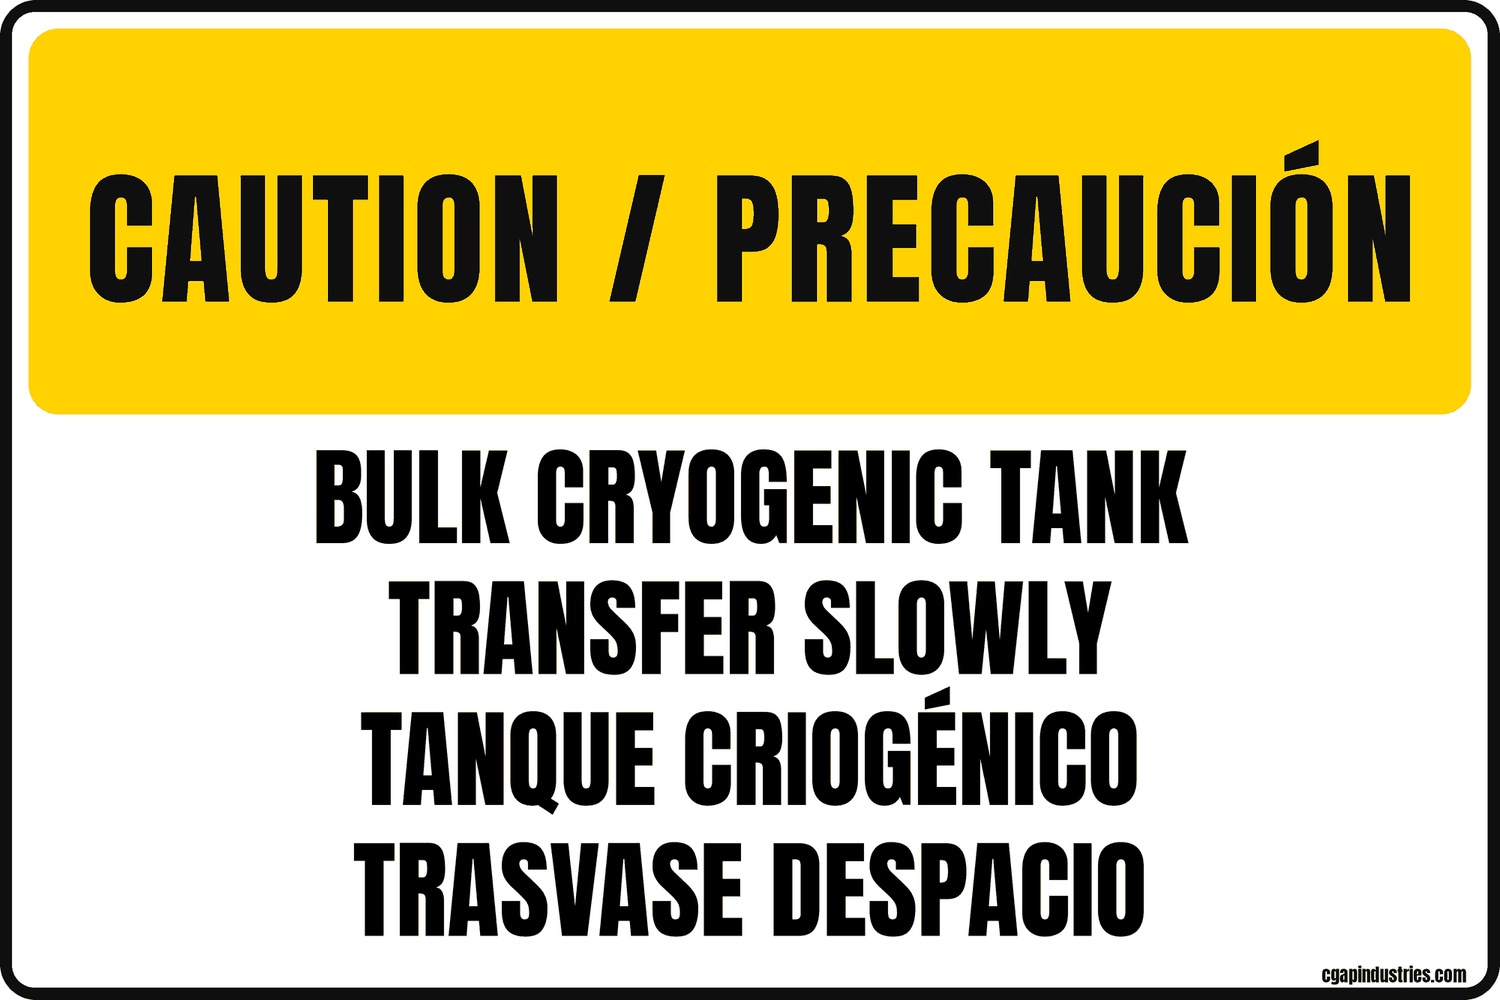 CAUTION / PRECAUCIÓN
BULK CRYOGENIC TANK
TRANSFER SLOWLY
TANQUE CRIOGÉNICO
TRASVASE DESPACIO
cgapindustries.com